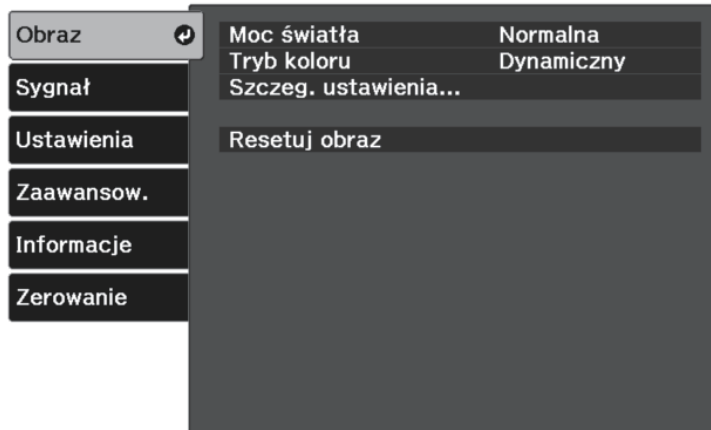 Obraz
Sygnał
Ustawienia
Zaawansow.
Informacje
Zerowanie
Moc światła Normalna
Tryb koloru Dynamiczny
Szczeg. ustawienia...
Resetuj obraz